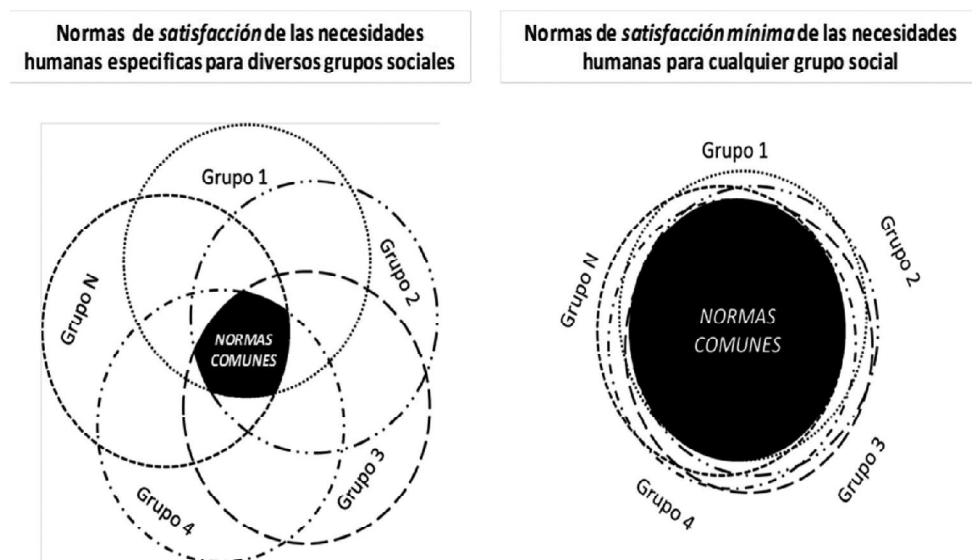 Normas de satisfacción de las necesidades
humanas especificas para diversos grupos sociales
Normas de satisfacción mínima de las necesidades
humanas para cualquier grupo social
Grupo 1
Grupo 2
Grupo N
NORMAS
COMUNES
Grupo 3
Grupo 4
Grupo 1
Grupo 2
Grupo N
NORMAS
COMUNES
Grupo 3
Grupo 4